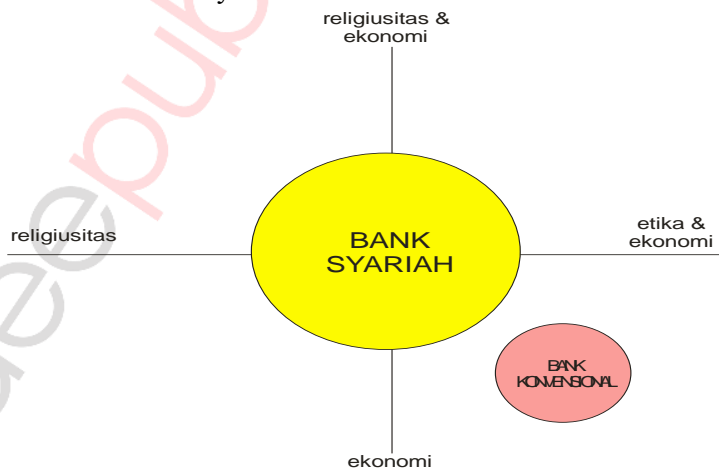 religiusitas &
ekonomi
religiusitas
BANK
SYARIAH
etika &
ekonomi
BANK
KONVENSIONAL
ekonomi